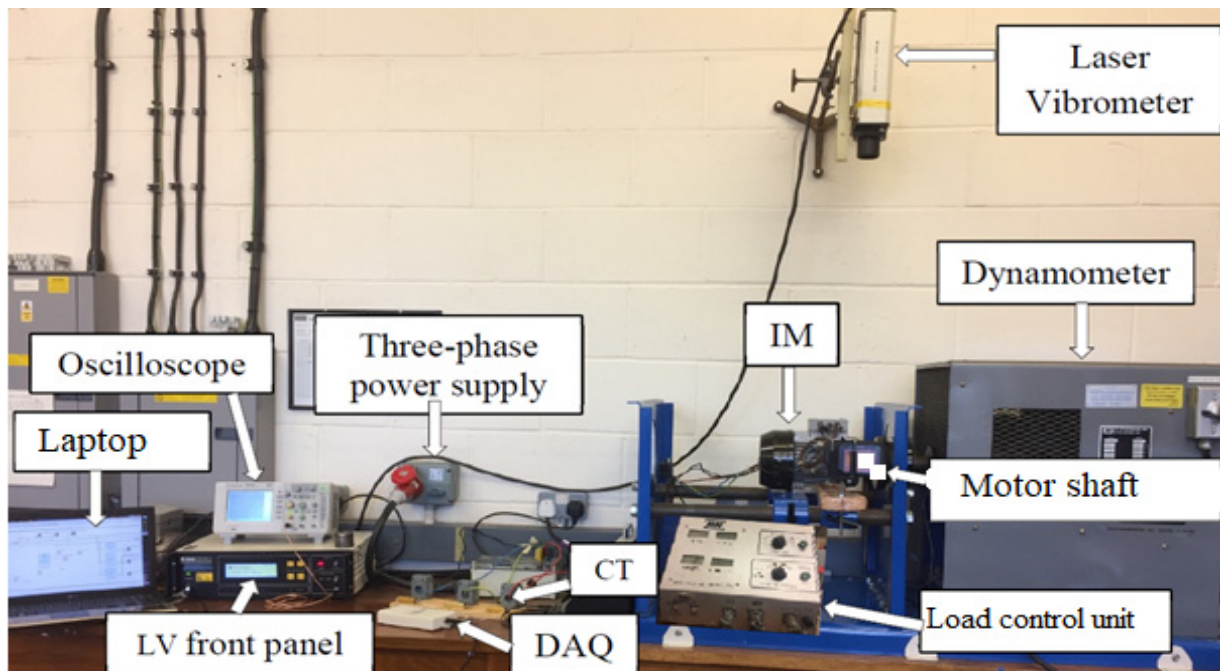 Laser
Vibrometer
Dynamometer
IM
Three-phase
power supply
Oscilloscope
Laptop
Motor shaft
CT
Load control unit
LV front panel
DAQ